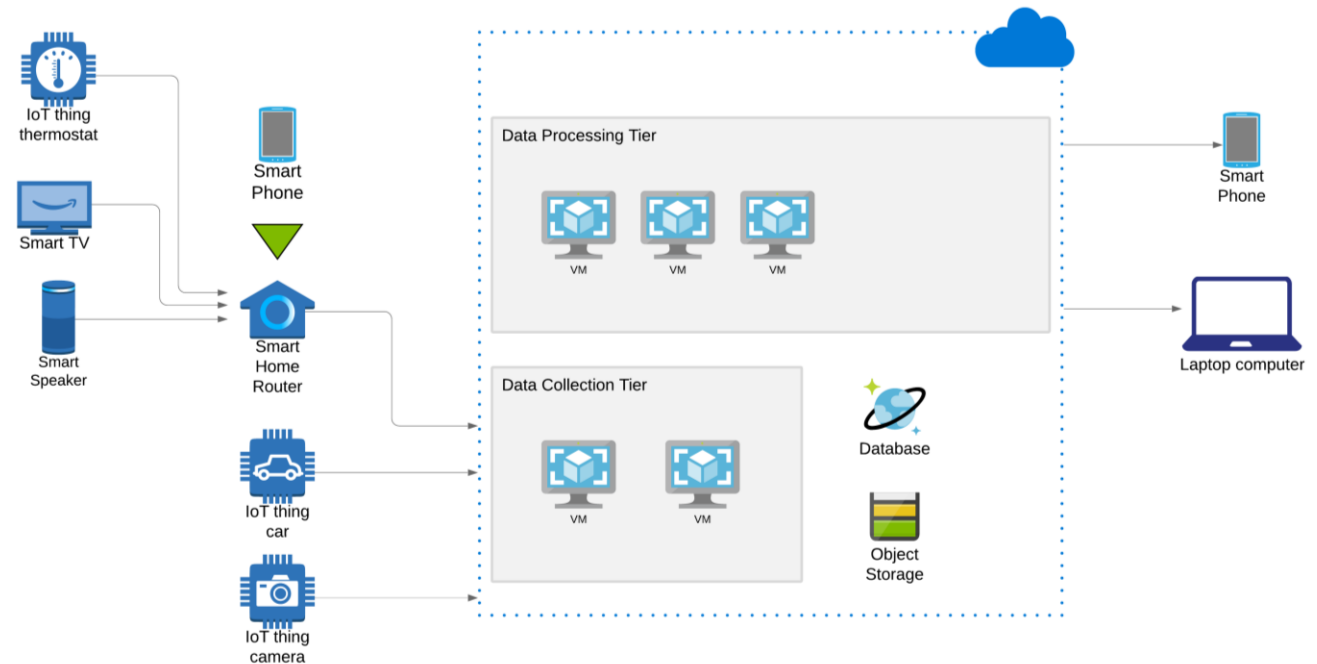 IoT thing
thermostat
Smart TV
Smart
Speaker
Smart
Phone
Smart
Home
Router
IoT thing
car
IoT thing
camera
Data Processing Tier
VM
VM
VM
Data Collection Tier
VM
VM
Database
Object
Storage
Smart
Phone
Laptop computer